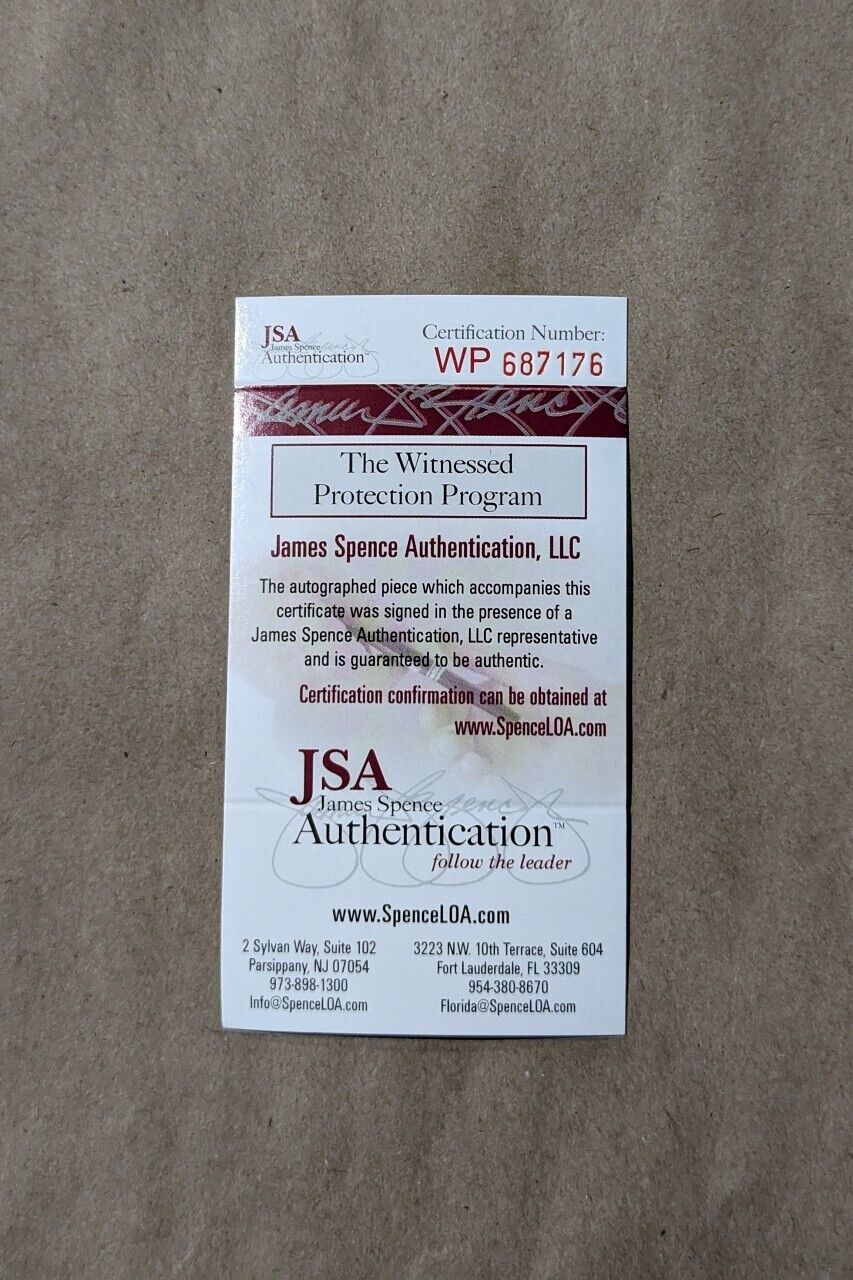 JSA
James Spence
Authentication™
Certification Number:
WP 687176
James Spence
The Witnessed
Protection Program
James Spence Authentication, LLC
The autographed piece which accompanies this
certificate was signed in the presence of a
James Spence Authentication, LLC representative
and is guaranteed to be authentic.
Certification confirmation can be obtained at
www.SpenceLOA.com
JSA
James Spence
Authentication™
follow the leader
www.SpenceLOA.com
2 Sylvan Way, Suite 102
Parsippany, NJ 07054
973-898-1300
Info@SpenceLOA.com
3223 N.W. 10th Terrace, Suite 604
Fort Lauderdale, FL 33309
954-380-8670
Florida@SpenceLOA.com